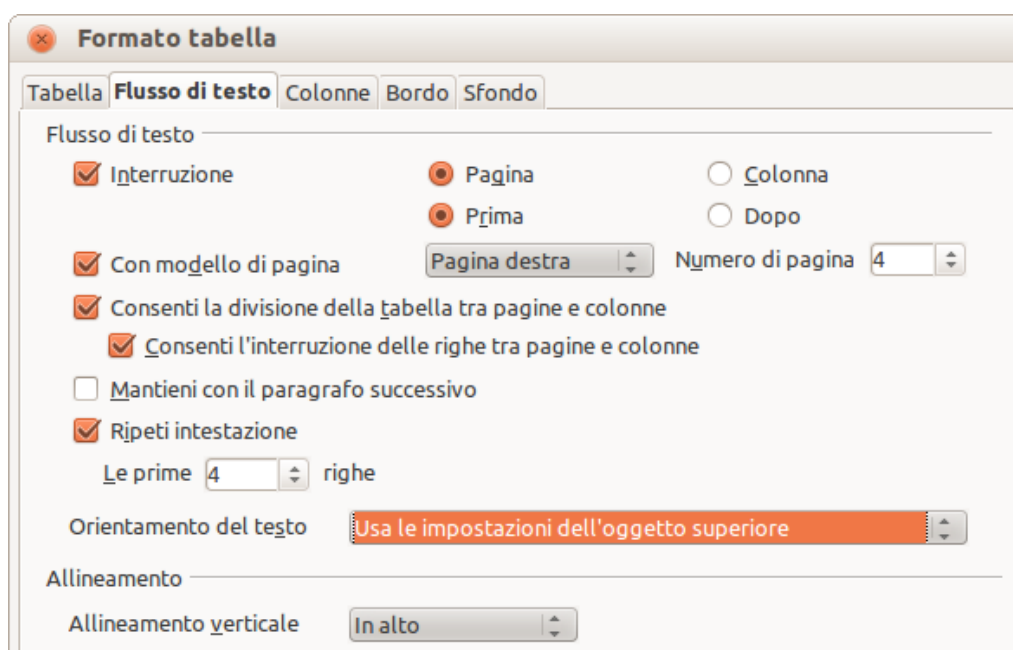 Formato tabella
Tabella Flusso di testo Colonne Bordo Sfondo
Flusso di testo
Interruzione Pagina Colonna
Prima Dopo
Con modello di pagina Pagina destra Numero di pagina 4
Consenti la divisione della tabella tra pagine e colonne
Consenti l'interruzione delle righe tra pagine e colonne
Mantieni con il paragrafo successivo
Ripeti intestazione
Le prime 4 righe
Orientamento del testo Usa le impostazioni dell'oggetto superiore
Allineamento
Allineamento verticale In alto